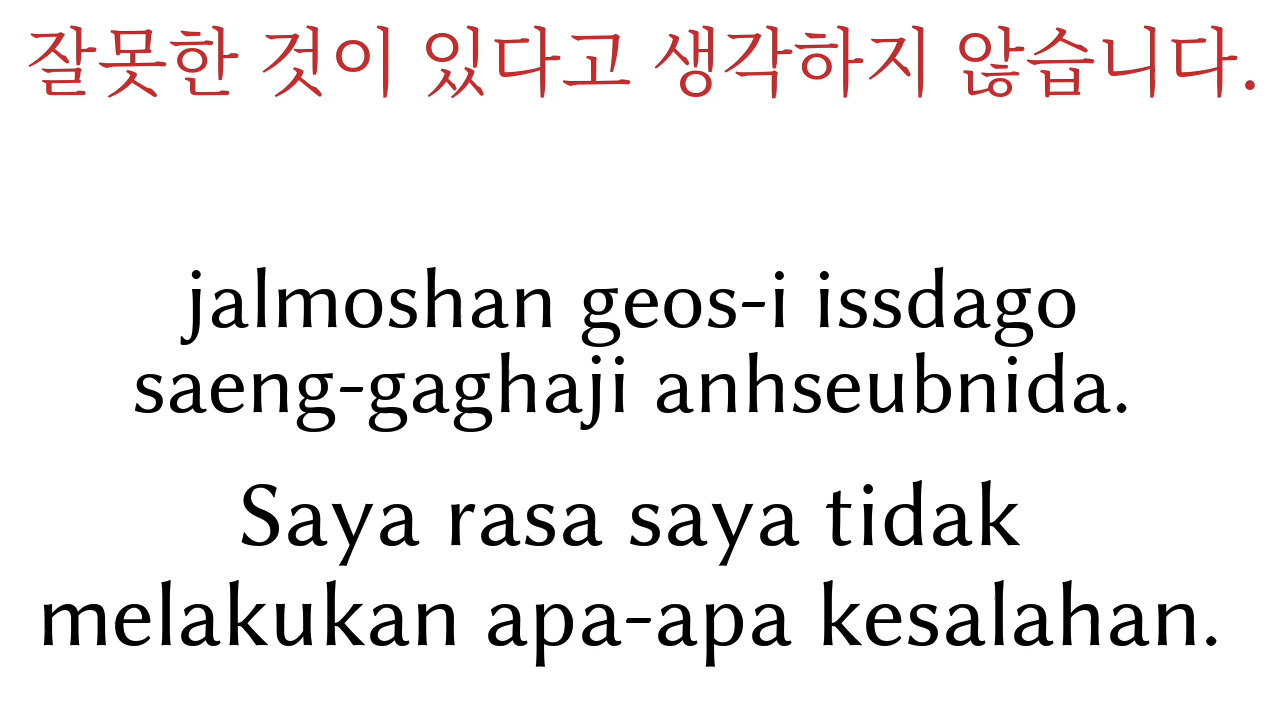 잘못한 것이 있다고 생각하지 않습니다.
jalmoshan geos-i issdago
saeng-gaghaji anhseubnida.
Saya rasa saya tidak
melakukan apa-apa kesalahan.